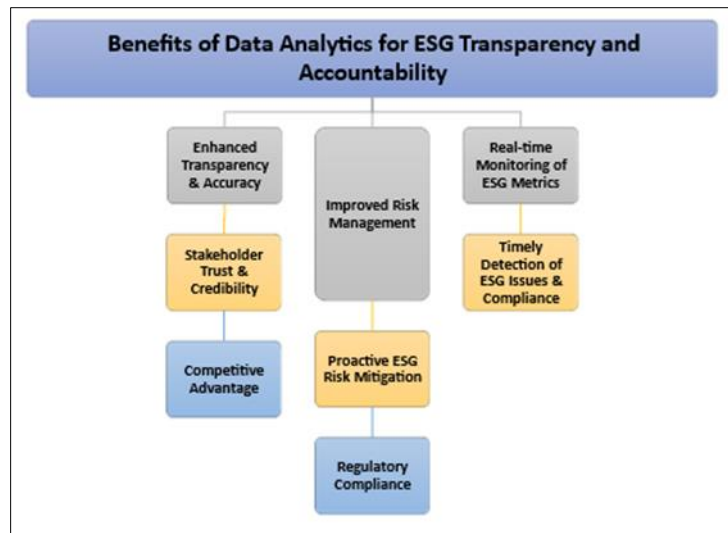 Benefits of Data Analytics for ESG Transparency and
Accountability
Enhanced
Transparency
& Accuracy
Stakeholder
Trust &
Credibility
Competitive
Advantage
Improved Risk
Management
Proactive ESG
Risk Mitigation
Regulatory
Compliance
Real-time
Monitoring of
ESG Metrics
Timely
Detection of
ESG Issues &
Compliance